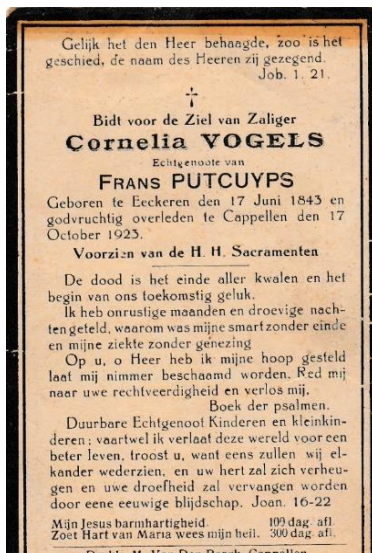 Gelijk het den Heer behaagde, zoo is het
geschied, de naam des Heeren zij gezegend.
Job. 1. 21.
Bidt voor de Ziel van Zaliger
Cornelia VOGELS
Echtgenoote van
FRANS PUTCUYPS
Geboren te Eeckeren den 17 Juni 1843 en
godvruchtig overleden te Cappellen den 17
October 1923.
Voorzien van de H. H. Sacramenten
De dood is het einde aller kwalen en het
begin van ons toekomstig geluk.
Ik heb onrustige maanden en droevige nach-
ten geteld, waarom was mijne smart zonder einde
en mijne ziekte zonder genezing
Op u, o Heer heb ik mijne hoop gesteld
laat mij nimmer beschaamd worden. Red mij
naar uwe rechtveerdigheid en verlos mij.
Boek der psalmen.
Duurbare Echtgenoot Kinderen en kleinkin-
deren; vaartwel ik verlaat deze wereld voor een
beter leven, troost u, want eens zullen wij el-
kander wederzien, en uw hert zal zich verheu-
gen en uwe droefheid zal vervangen worden
door eene eeuwige blijdschap. Joan. 16-22
Mijn Jesus barmhartigheid. 100 dag. afl.
Zoet Hart van Maria wees mijn heil. 300 dag. afl.